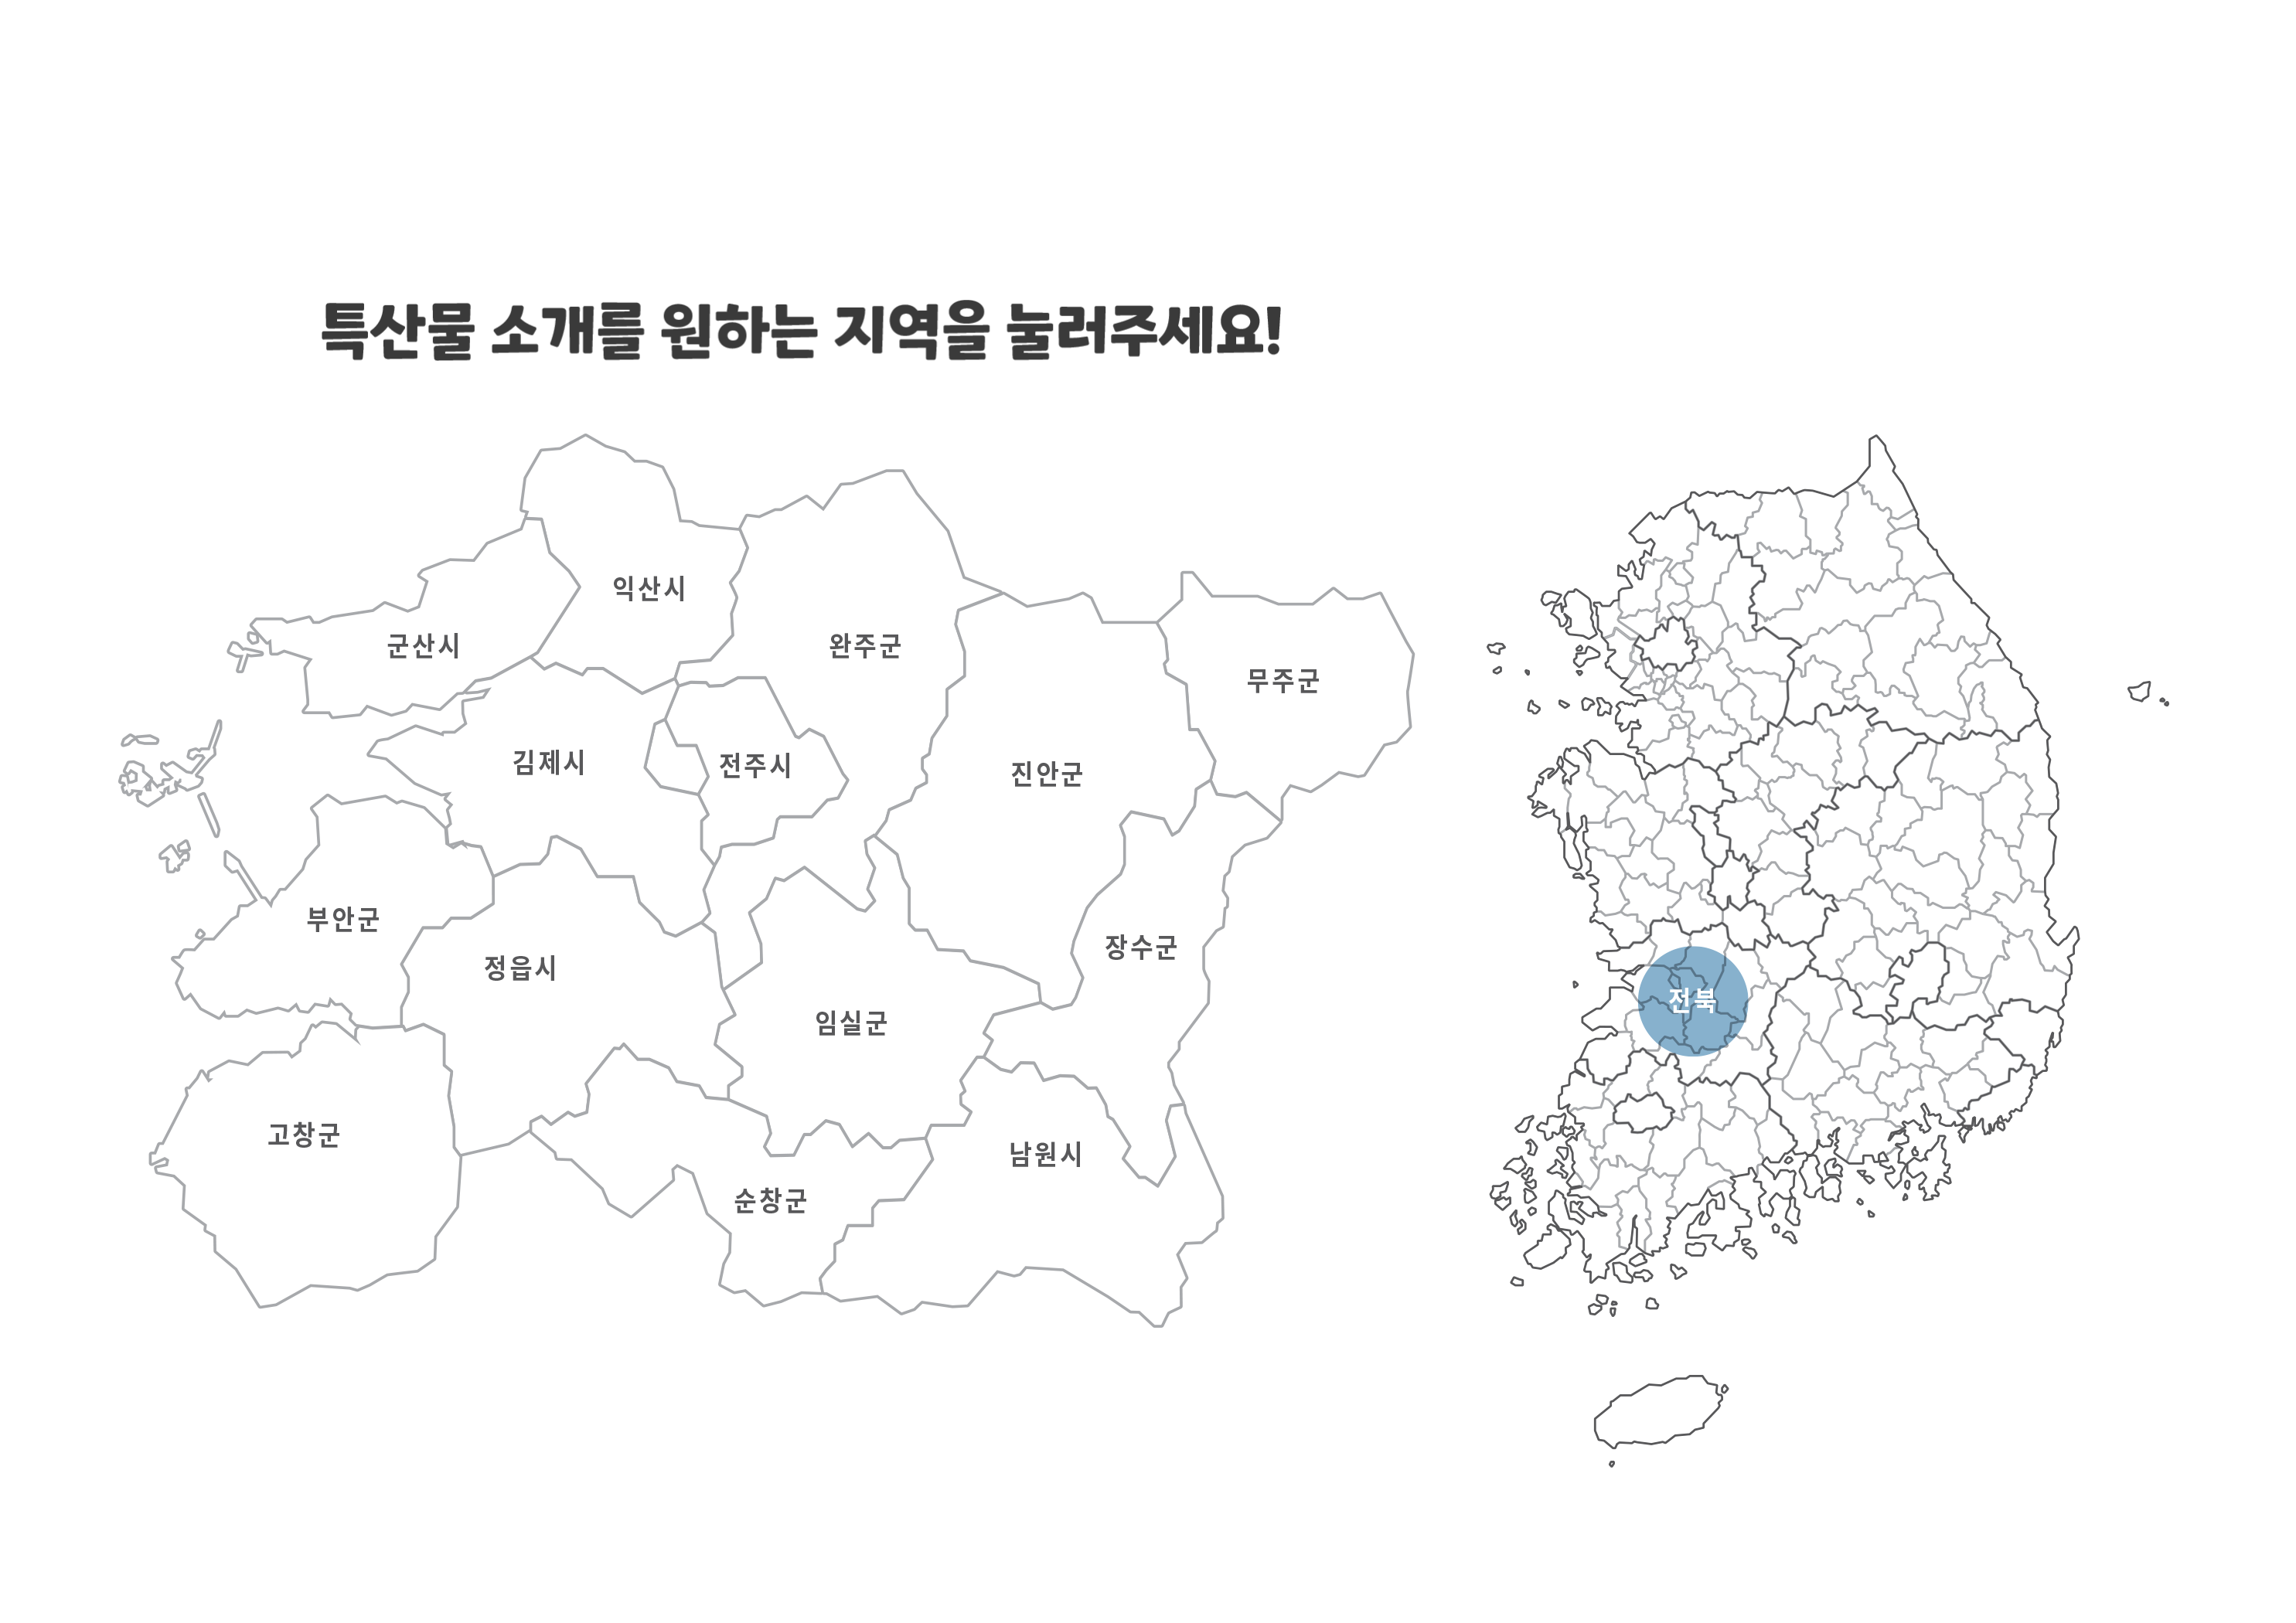 특산물 소개를 원하는 지역을 눌러주세요!
익산시
군산시
완주군
무주군
김제시
전주시
진안군
부안군
장수군
정읍시
전북
임실군
고창군
남원시
순창군